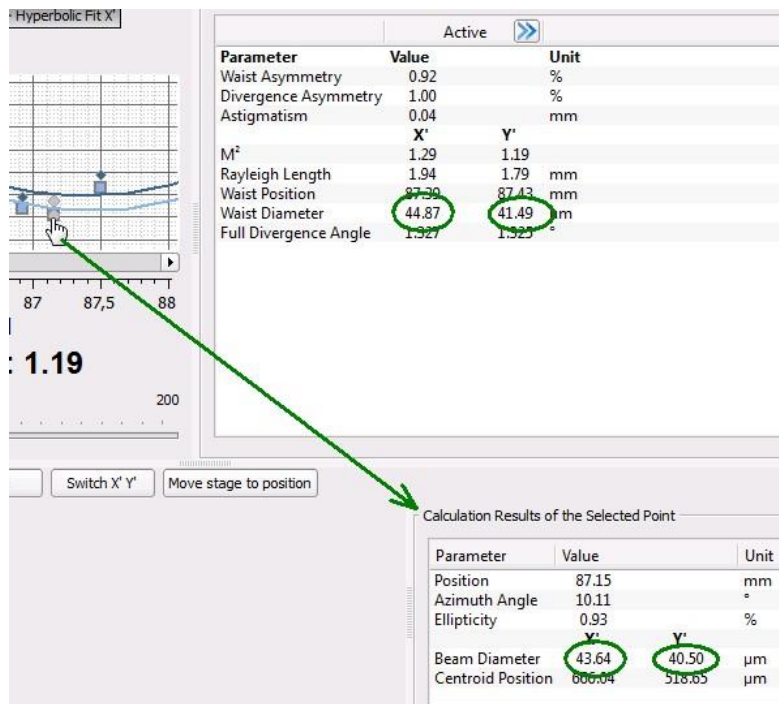 Hyperbolic Fit X'
Active
Parameter Value Unit
Waist Asymmetry 0.92 %
Divergence Asymmetry 1.00 %
Astigmatism 0.04 mm
X' Y'
M² 1.29 1.19
Rayleigh Length 1.94 1.79 mm
Waist Position 87.39 87.43 mm
Waist Diameter 44.87 41.49 µm
Full Divergence Angle 1.327 1.325 °
87 87,5 88
: 1.19
200
Switch X' Y' Move stage to position
Calculation Results of the Selected Point
Parameter Value Unit
Position 87.15 mm
Azimuth Angle 10.11 °
Ellipticity 0.93 %
X' Y'
Beam Diameter 43.64 40.50 µm
Centroid Position 666.04 518.65 µm